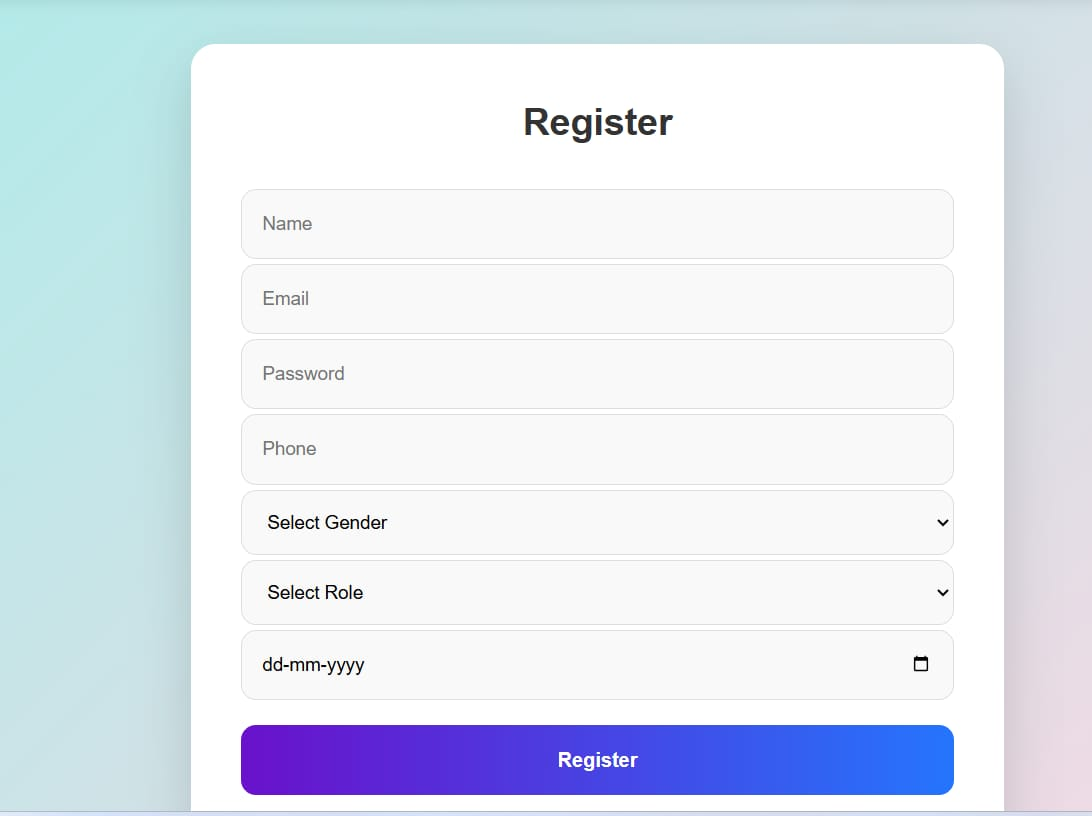 Register
Name
Email
Password
Phone
Select Gender
Select Role
dd-mm-yyyy
Register